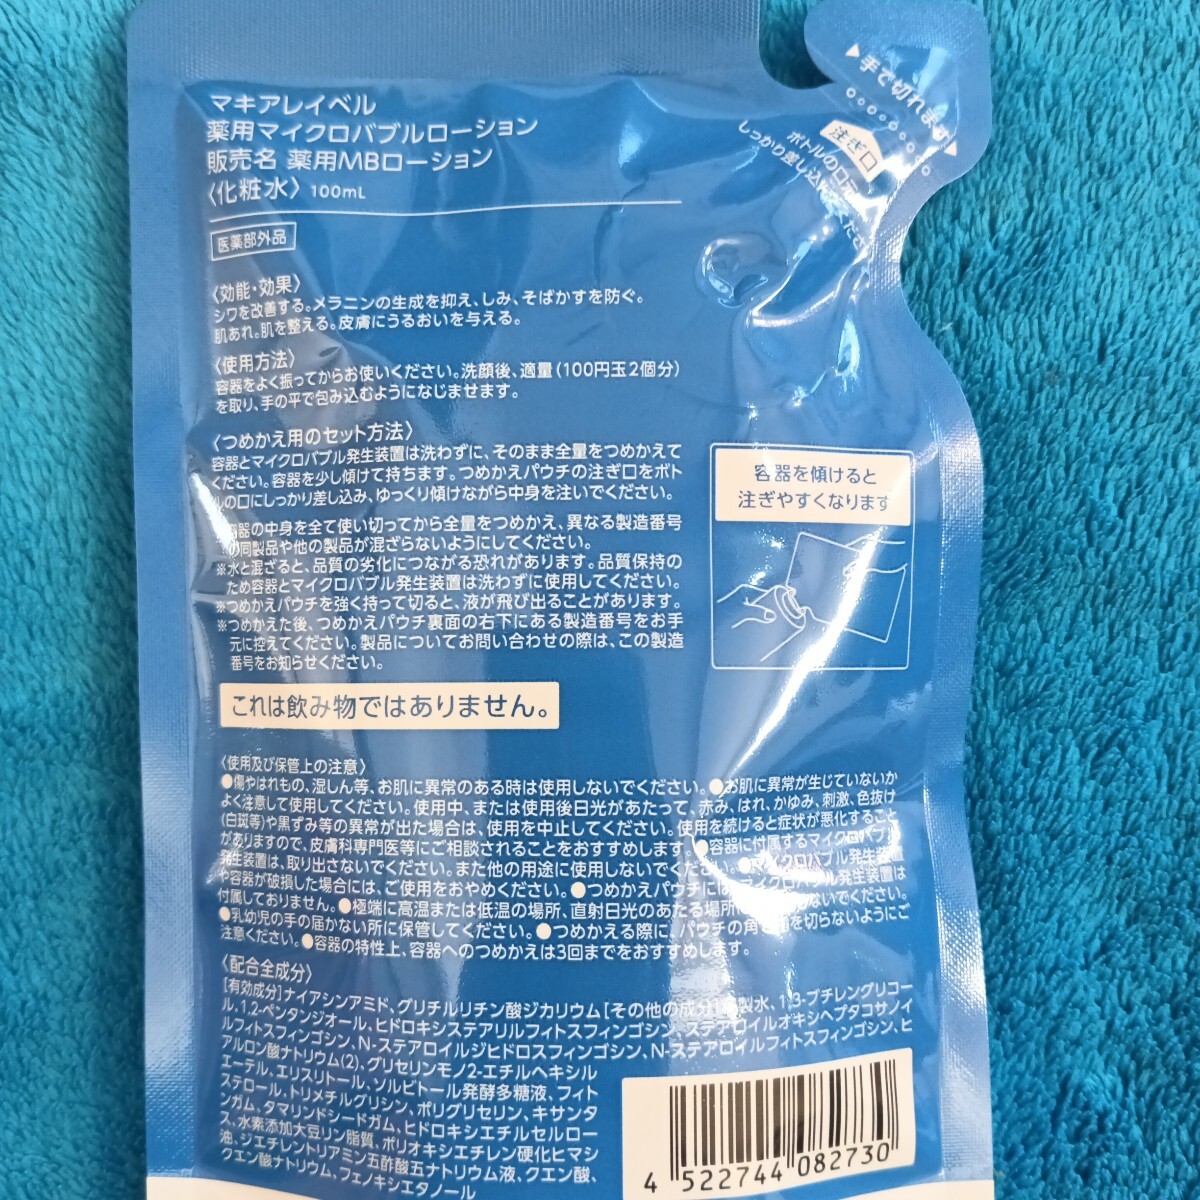 マキアレイベル
薬用マイクロバブルローション
販売名 薬用MBローション
〈化粧水〉 100mL
医薬部外品
〈効能・効果〉
シワを改善する。メラニンの生成を抑え、しみ、そばかすを防ぐ。
肌あれ。肌を整える。皮膚にうるおいを与える。
〈使用方法〉
容器をよく振ってからお使いください。洗顔後、適量(100円玉2個分)
を取り、手の平で包み込むようになじませます。
〈つめかえ用のセット方法〉
容器とマイクロバブル発生装置は洗わずに、そのまま全量をつめかえて
ください。容器を少し傾けて持ちます。つめかえパウチの注ぎ口をボト
ルの口にしっかり差し込み、ゆっくり傾けながら中身を注いでください。
容器の中身を全て使い切ってから全量をつめかえ、異なる製造番号
の同製品や他の製品が混ざらないようにしてください。
※水と混ざると、品質の劣化につながる恐れがあります。品質保持の
ため容器とマイクロバブル発生装置は洗わずに使用してください。
※つめかえパウチを強く持って切ると、液が飛び出ることがあります。
※つめかえた後、つめかえパウチ裏面の右下にある製造番号をお手
元に控えてください。製品についてお問い合わせの際は、この製造
番号をお知らせください。
これは飲み物ではありません。
▶手で切れます▶
注ぎ口
ボトルの口元
しっかり差し込
ださい
容器を傾けると
注ぎやすくなります
〈使用及び保管上の注意〉
●傷やはれもの、湿しん等、お肌に異常のある時は使用しないでください。●お肌に異常が生じていないか
よく注意して使用してください。使用中、または使用後日光があたって、赤み、はれ、かゆみ、刺激、色抜け
(白斑等)や黒ずみ等の異常が出た場合は、使用を中止してください。使用を続けると症状が悪化すること
がありますので、皮膚科専門医等にご相談されることをおすすめします。●容器に付属するマイクロバブル
発生装置は、取り出さないでください。また他の用途に使用しないでください。●マイクロバブル発生装置
や容器が破損した場合には、ご使用をおやめください。●つめかえパウチには、マイクロバブル発生装置は
付属しておりません。●極端に高温または低温の場所、直射日光のあたる場所には ないでください。
●乳幼児の手の届かない所に保管してください。●つめかえる際に、パウチの角で指を切らないようにご
注意ください。●容器の特性上、容器へのつめかえは3回までをおすすめします。
〈配合全成分〉
[有効成分]ナイアシンアミド、グリチルリチン酸ジカリウム [その他の成分]精製水、1,3-ブチレングリコー
ル、1,2-ペンタンジオール、ヒドロキシステアリルフィトスフィンゴシン、ステアロイルオキシヘプタコサノイ
ルフィトスフィンゴシン、N-ステアロイルジヒドロスフィンゴシン、N-ステアロイルフィトスフィンゴシン、ヒ
アルロン酸ナトリウム(2)、グリセリンモノ2-エチルヘキシル
エーテル、エリスリトール、ソルビトール発酵多糖液、フィト
ステロール、トリメチルグリシン、ポリグリセリン、キサンタ
ンガム、タマリンドシードガム、ヒドロキシエチルセルロー
ス、水素添加大豆リン脂質、ポリオキシエチレン硬化ヒマシ
油、ジエチレントリアミン五酢酸五ナトリウム液、クエン酸、
クエン酸ナトリウム、フェノキシエタノール
4 522744 082730